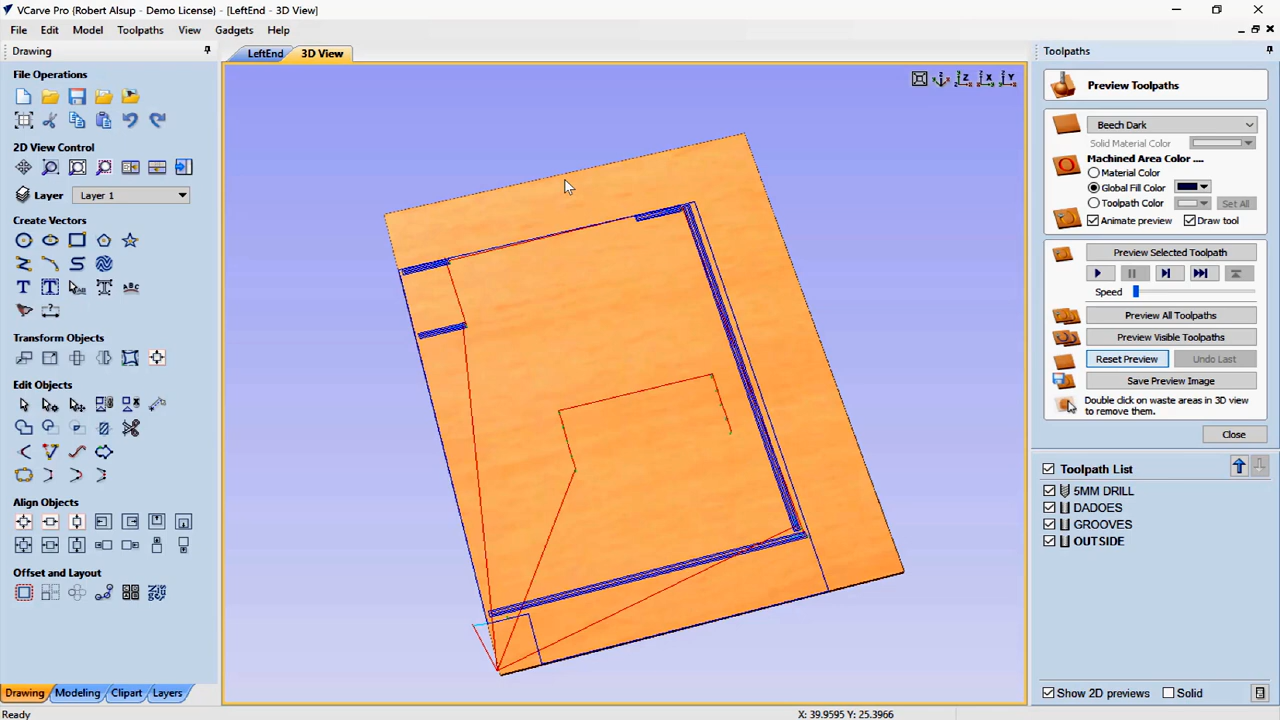 VCarve Pro {Robert Alsup - Demo License} - [LeftEnd - 3D View]
File Edit Model Toolpaths View Gadgets Help
Drawing
LeftEnd 3D View
Toolpaths
File Operations
2D View Control
Layer Layer 1
Create Vectors
Transform Objects
Edit Objects
Align Objects
Offset and Layout
Drawing Modeling Clipart Layers
Z X Y
Preview Toolpaths
Beech Dark
Solid Material Color
Machined Area Color ....
Material Color
Global Fill Color
Toolpath Color Set All
Animate preview Draw tool
Preview Selected Toolpath
Speed
Preview All Toolpaths
Preview Visible Toolpaths
Reset Preview Undo Last
Save Preview Image
Double click on waste areas in 3D view
to remove them.
Close
Toolpath List
5MM DRILL
DADOES
GROOVES
OUTSIDE
Show 2D previews Solid
Ready X: 39.9595 Y: 25.3966